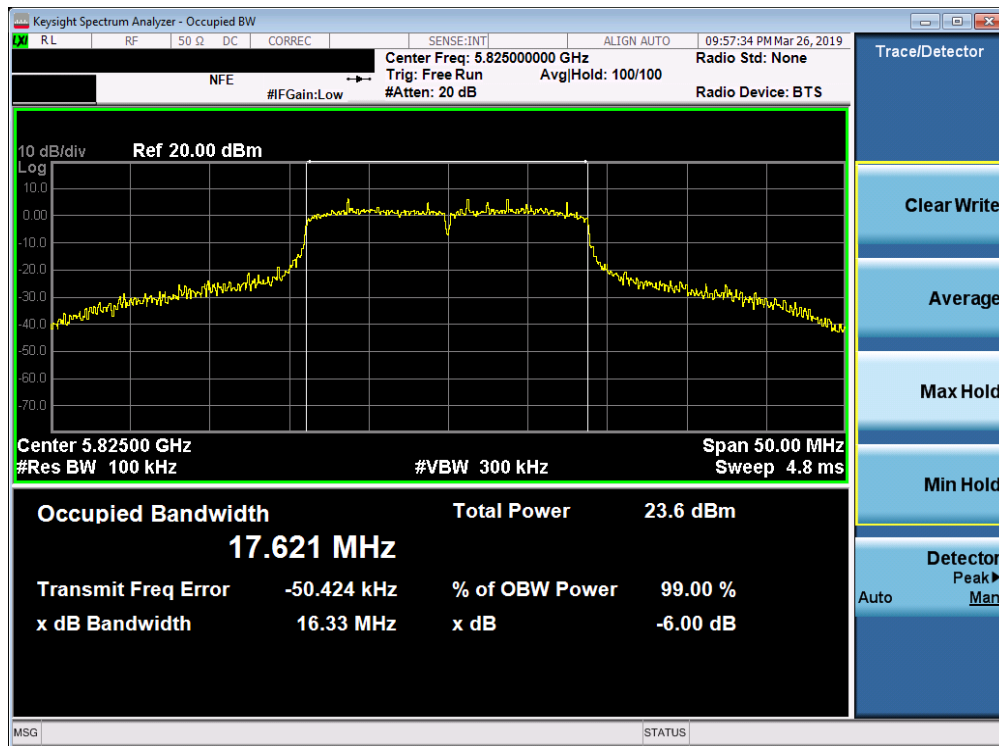 Keysight Spectrum Analyzer - Occupied BW
LXI RL RF 50 Ω DC CORREC SENSE:INT ALIGN AUTO 09:57:34 PM Mar 26, 2019
Center Freq: 5.825000000 GHz Radio Std: None
NFE Trig: Free Run Avg|Hold: 100/100
#IFGain:Low #Atten: 20 dB Radio Device: BTS
Trace/Detector
10 dB/div Ref 20.00 dBm
Log
10.0
0.00
-10.0
-20.0
-30.0
-40.0
-50.0
-60.0
-70.0
Center 5.82500 GHz Span 50.00 MHz
#Res BW 100 kHz #VBW 300 kHz Sweep 4.8 ms
Occupied Bandwidth Total Power 23.6 dBm
17.621 MHz
Transmit Freq Error -50.424 kHz % of OBW Power 99.00 %
x dB Bandwidth 16.33 MHz x dB -6.00 dB
Clear Write
Average
Max Hold
Min Hold
Detector
Peak▶
Auto Man
MSG STATUS